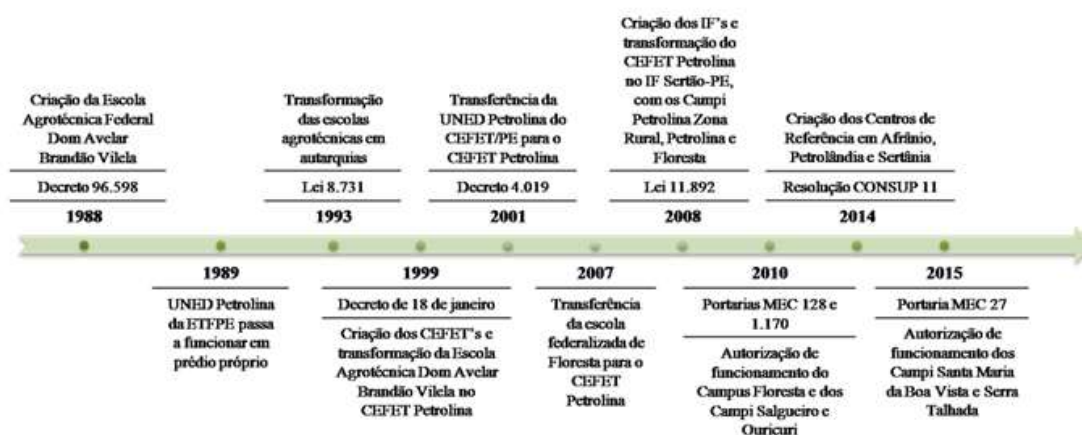 Criação da Escola
Agrotécnica Federal
Dom Avelar
Brandão Vilela
Decreto 96.598
1988
Transformação
das escolas
agrotécnicas em
autarquias
Lei 8.731
1993
Transferência da
UNED Petrolina do
CEFET/PE para o
CEFET Petrolina
Decreto 4.019
2001
Criação dos IF's e
transformação do
CEFET Petrolina
no IF Sertão-PE,
com os Campi
Petrolina Zona
Rural, Petrolina e
Floresta
Lei 11.892
2008
Criação dos Centros de
Referência em Afrânio,
Petrolândia e Sertânia
Resolução CONSUP 11
2014
1989
UNED Petrolina
da ETFPE passa
a funcionar em
prédio próprio
1999
Decreto de 18 de janeiro
Criação dos CEFET's e
transformação da Escola
Agrotécnica Dom Avelar
Brandão Vilela no
CEFET Petrolina
2007
Transferência
da escola
federalizada de
Floresta para o
CEFET
Petrolina
2010
Portarias MEC 128 e
1.170
Autorização de
funcionamento do
Campus Floresta e dos
Campi Salgueiro e
Ouricuri
2015
Portaria MEC 27
Autorização de
funcionamento dos
Campi Santa Maria
da Boa Vista e Serra
Talhada